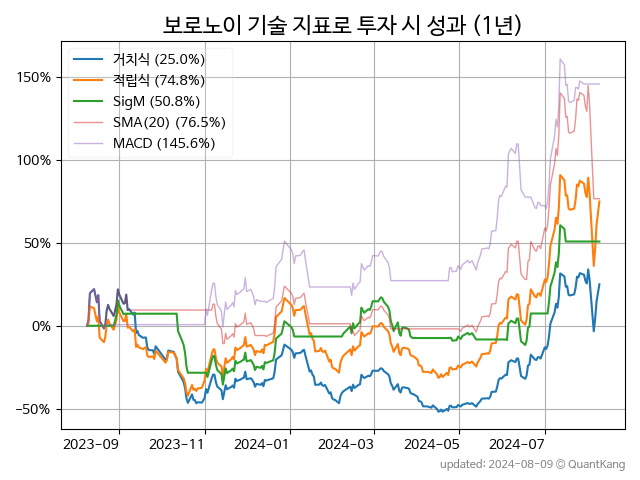 보로노이 기술 지표로 투자 시 성과 (1년)
거치식 (25.0%)
적립식 (74.8%)
SigM (50.8%)
SMA(20) (76.5%)
MACD (145.6%)
150%
100%
50%
0%
−50%
2023-09 2023-11 2024-01 2024-03 2024-05 2024-07
updated: 2024-08-09 © QuantKang